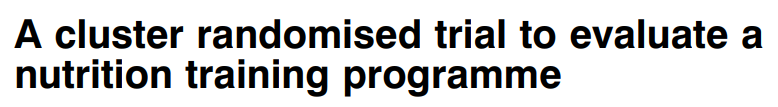 A cluster randomised trial to evaluate a
nutrition training programme